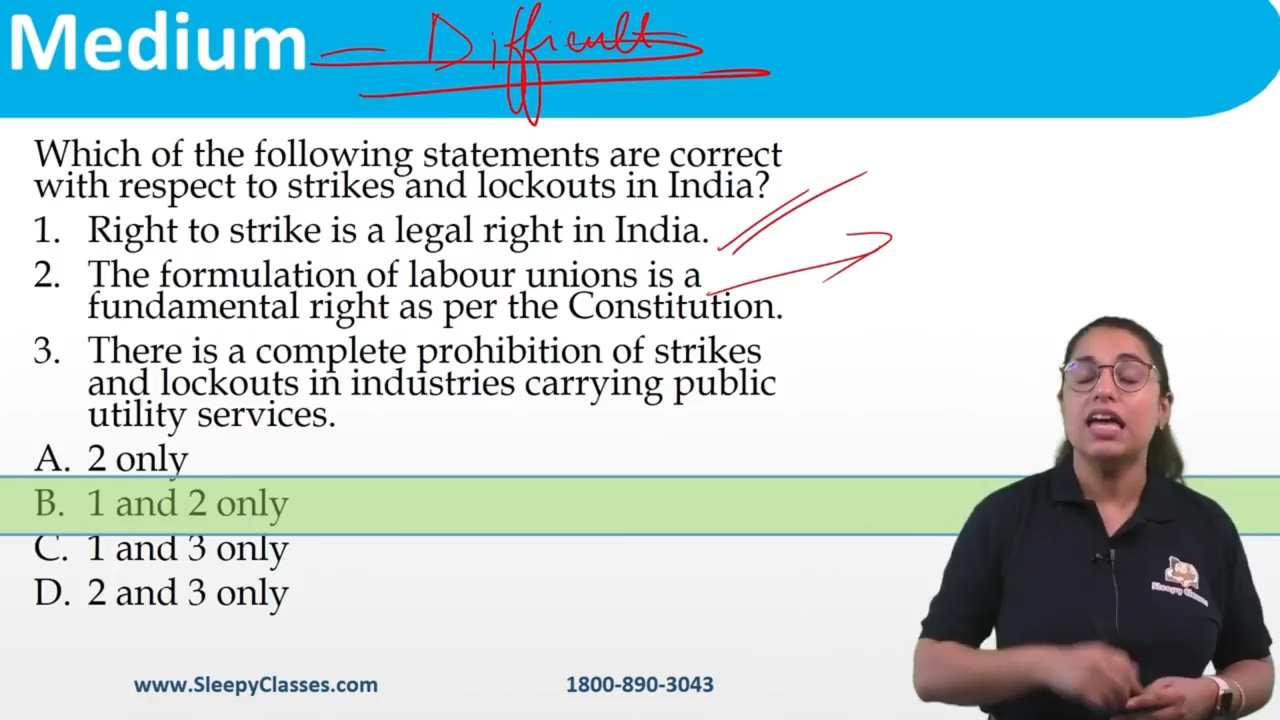 Medium - Difficult
Which of the following statements are correct
with respect to strikes and lockouts in India?
1. Right to strike is a legal right in India.
2. The formulation of labour unions is a
fundamental right as per the Constitution.
3. There is a complete prohibition of strikes
and lockouts in industries carrying public
utility services.
A. 2 only
B. 1 and 2 only
C. 1 and 3 only
D. 2 and 3 only
Sleepy Classes
www.SleepyClasses.com 1800-890-3043